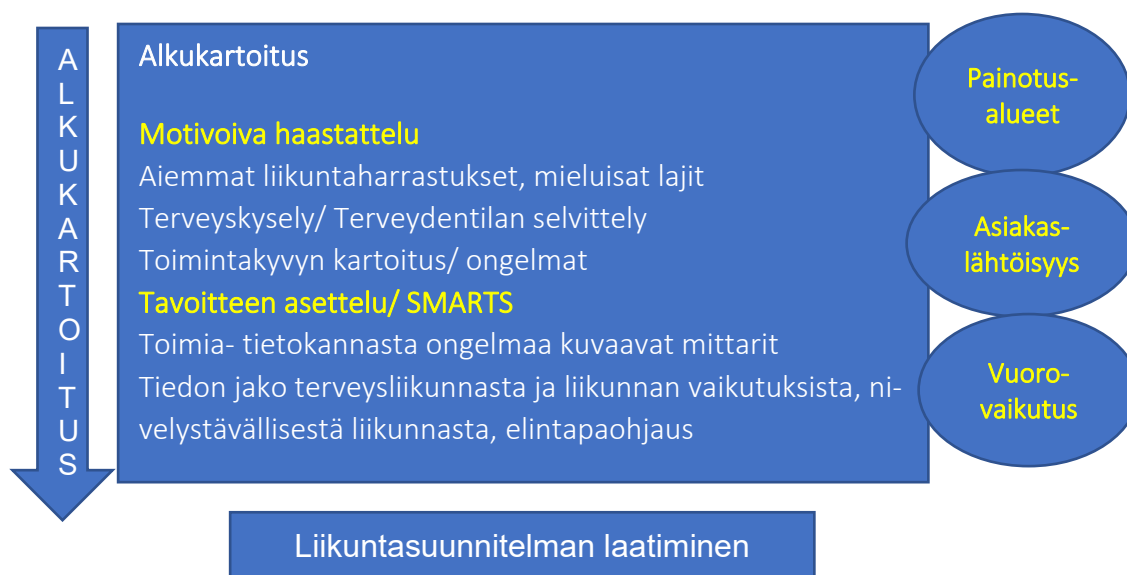 ALKUKARTOITUS
Alkukartoitus
Motivoiva haastattelu
Aiemmat liikuntaharrastukset, mieluisat lajit
Terveyskysely/ Terveydentilan selvittely
Toimintakyvyn kartoitus/ ongelmat
Tavoitteen asettelu/ SMARTS
Toimia- tietokannasta ongelmaa kuvaavat mittarit
Tiedon jako terveysliikunnasta ja liikunnan vaikutuksista, ni-
velystävällisestä liikunnasta, elintapaohjaus
Painotus-
alueet
Asiakas-
lähtöisyys
Vuoro-
vaikutus
Liikuntasuunnitelman laatiminen